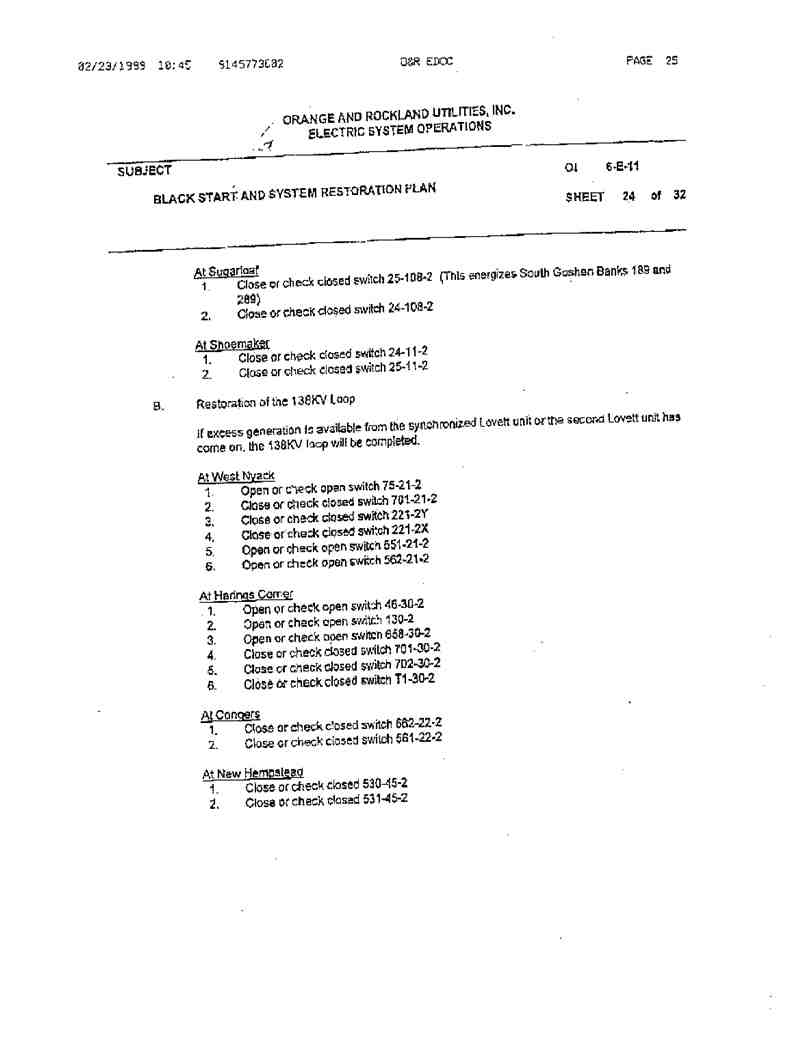 02/23/1999 10:45 9145773002 O&R EDOC PAGE 25
ORANGE AND ROCKLAND UTILITIES, INC.
ELECTRIC SYSTEM OPERATIONS
SUBJECT OI 6-E-11
BLACK START AND SYSTEM RESTORATION PLAN SHEET 24 of 32
At Sugarloaf
1. Close or check closed switch 25-108-2 (This energizes South Goshen Banks 189 and
289)
2. Close or check closed switch 24-108-2
At Shoemaker
1. Close or check closed switch 24-11-2
2. Close or check closed switch 25-11-2
B. Restoration of the 138KV Loop
If excess generation is available from the synchronized Lovett unit or the second Lovett unit has
come on, the 138KV loop will be completed.
At West Nyack
1. Open or check open switch 75-21-2
2. Close or check closed switch 701-21-2
3. Close or check closed switch 221-2Y
4. Close or check closed switch 221-2X
5. Open or check open switch 551-21-2
6. Open or check open switch 562-21-2
At Harings Corner
1. Open or check open switch 46-30-2
2. Open or check open switch 130-2
3. Open or check open switch 658-30-2
4. Close or check closed switch 701-30-2
5. Close or check closed switch 702-30-2
6. Close or check closed switch T1-30-2
At Congers
1. Close or check closed switch 662-22-2
2. Close or check closed switch 561-22-2
At New Hempstead
1. Close or check closed 530-45-2
2. Close or check closed 531-45-2